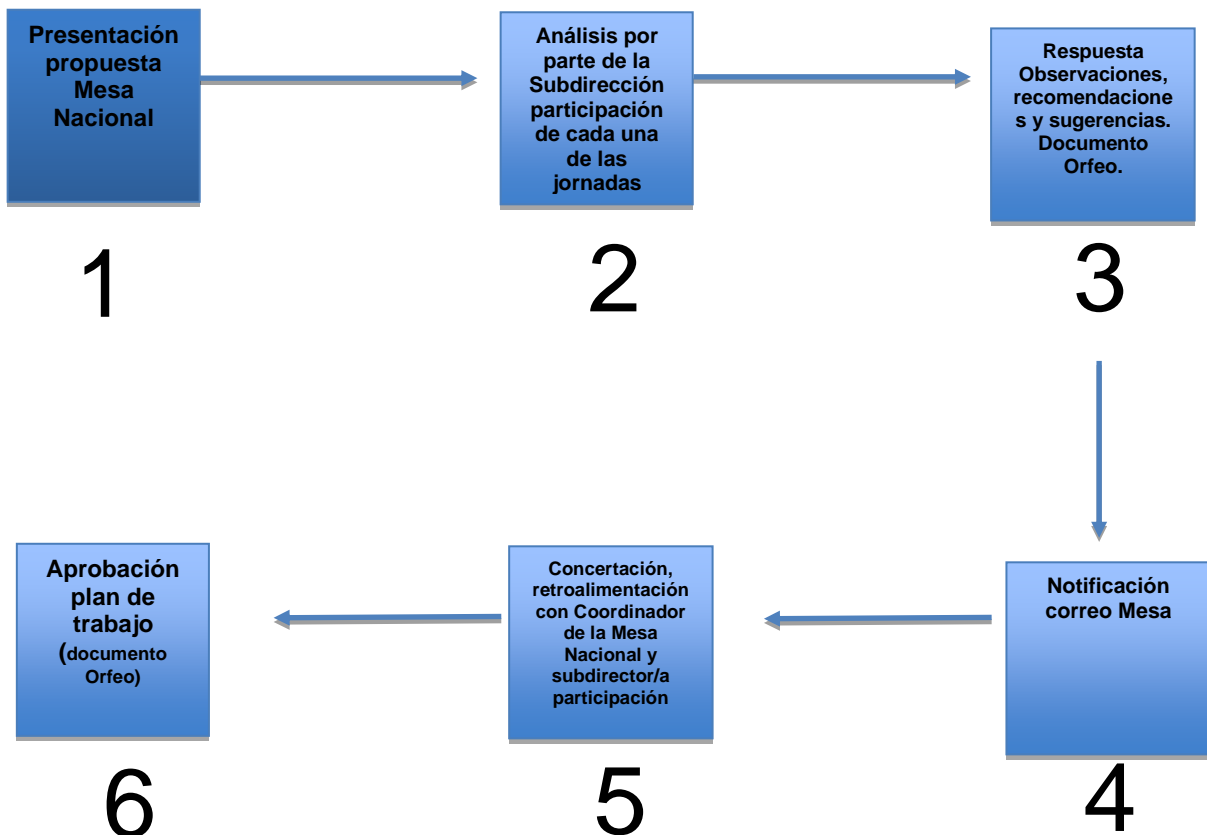 Presentación
propuesta
Mesa
Nacional
1
Análisis por
parte de la
Subdirección
participación
de cada una
de las
jornadas
2
Respuesta
Observaciones,
recomendacione
s y sugerencias.
Documento
Orfeo.
3
Notificación
correo Mesa
4
Concertación,
retroalimentación
con Coordinador
de la Mesa
Nacional y
subdirector/a
participación
5
Aprobación
plan de
trabajo
(documento
Orfeo)
6